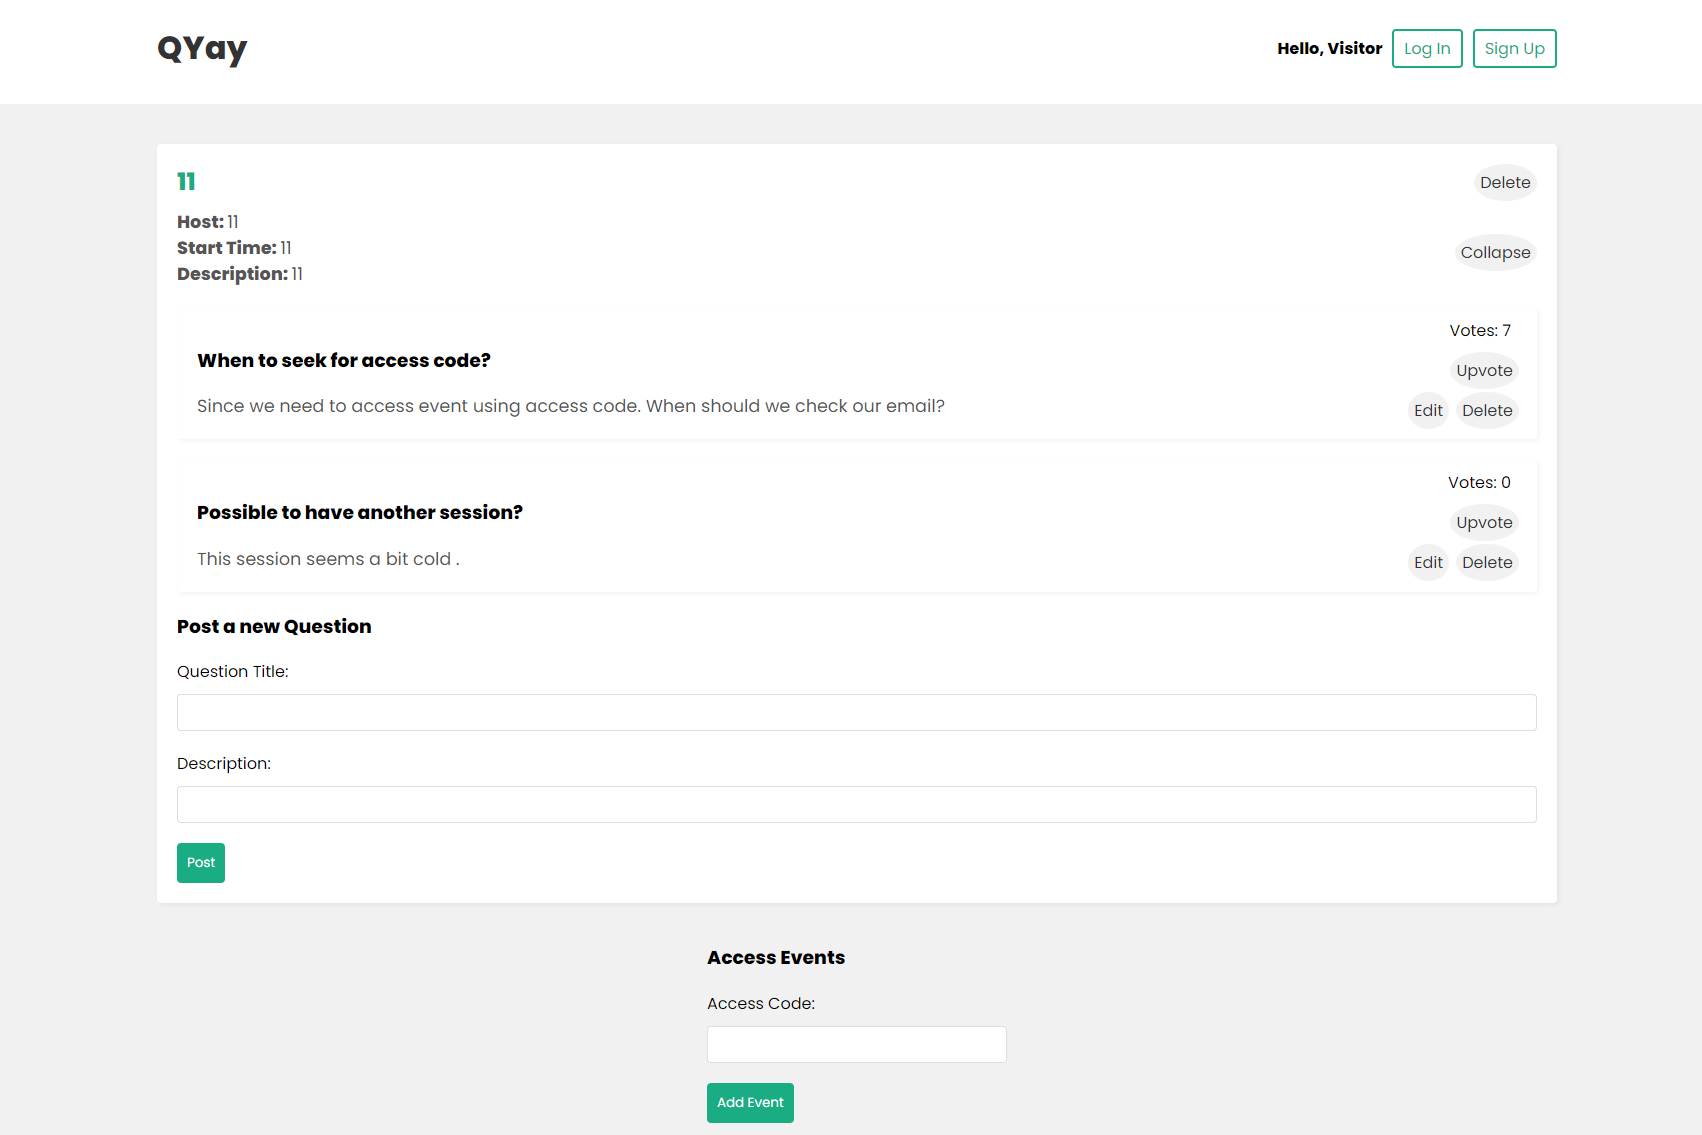 QYay
Hello, Visitor Log In Sign Up
11 Delete
Host: 11
Start Time: 11 Collapse
Description: 11
Votes: 7
When to seek for access code?
Upvote
Since we need to access event using access code. When should we check our email? Edit Delete
Votes: 0
Possible to have another session?
Upvote
This session seems a bit cold . Edit Delete
Post a new Question
Question Title:
Description:
Post
Access Events
Access Code:
Add Event